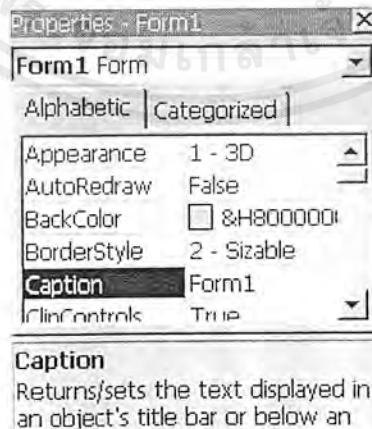 Properties - Form1
Form1 Form
Alphabetic Categorized
Appearance 1 - 3D
AutoRedraw False
BackColor &H8000000
BorderStyle 2 - Sizable
Caption Form1
ClipControls True
Caption
Returns/sets the text displayed in
an object's title bar or below an